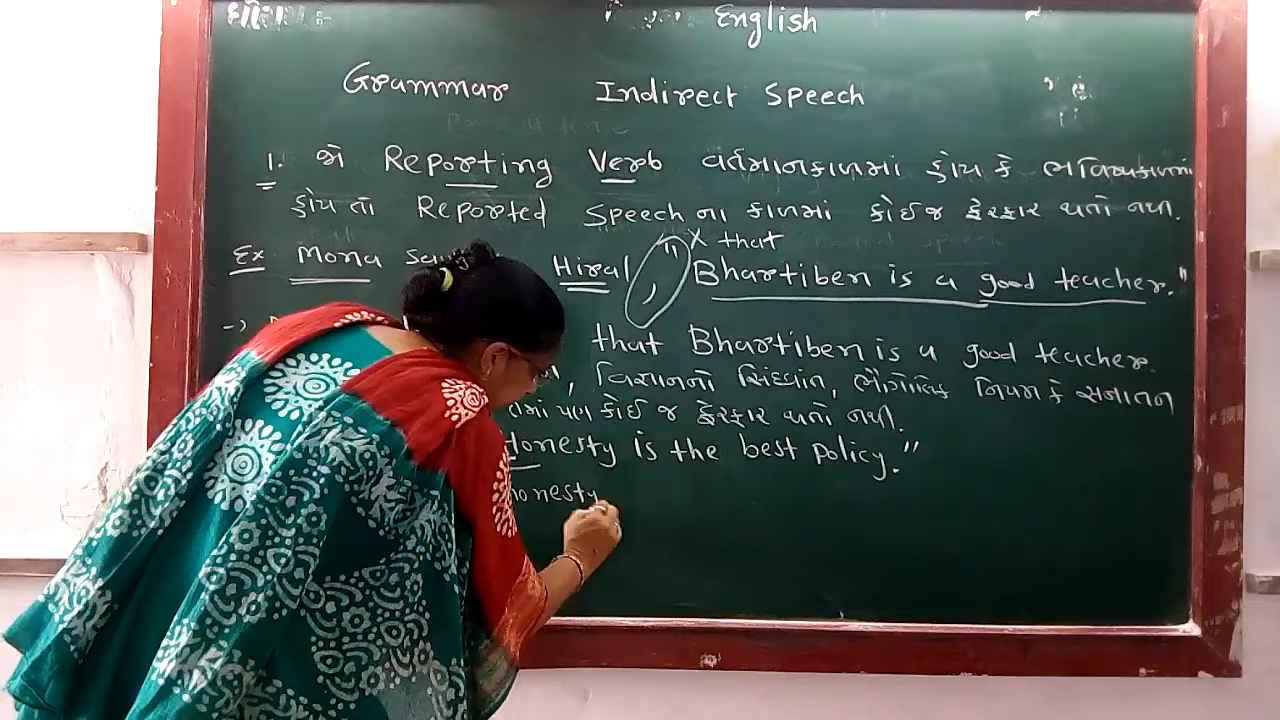 English
Grammar Indirect Speech
1. જો Reporting Verb વર્તમાનકાળમાં હોય કે ભવિષ્યકાળમાં
હોય તો Reported Speech ના કાળમાં કોઈ જ ફેરફાર થતો નથી.
x that
Ex Mona says Hiral , " Bhartiben is a good teacher."
→ that Bhartiben is a good teacher.
, વિજ્ઞાનનો સિદ્ધાંત, ભૌગોલિક નિયમ કે સનાતન
પણ કોઈ જ ફેરફાર થતો નથી.
Honesty is the best policy."
honesty